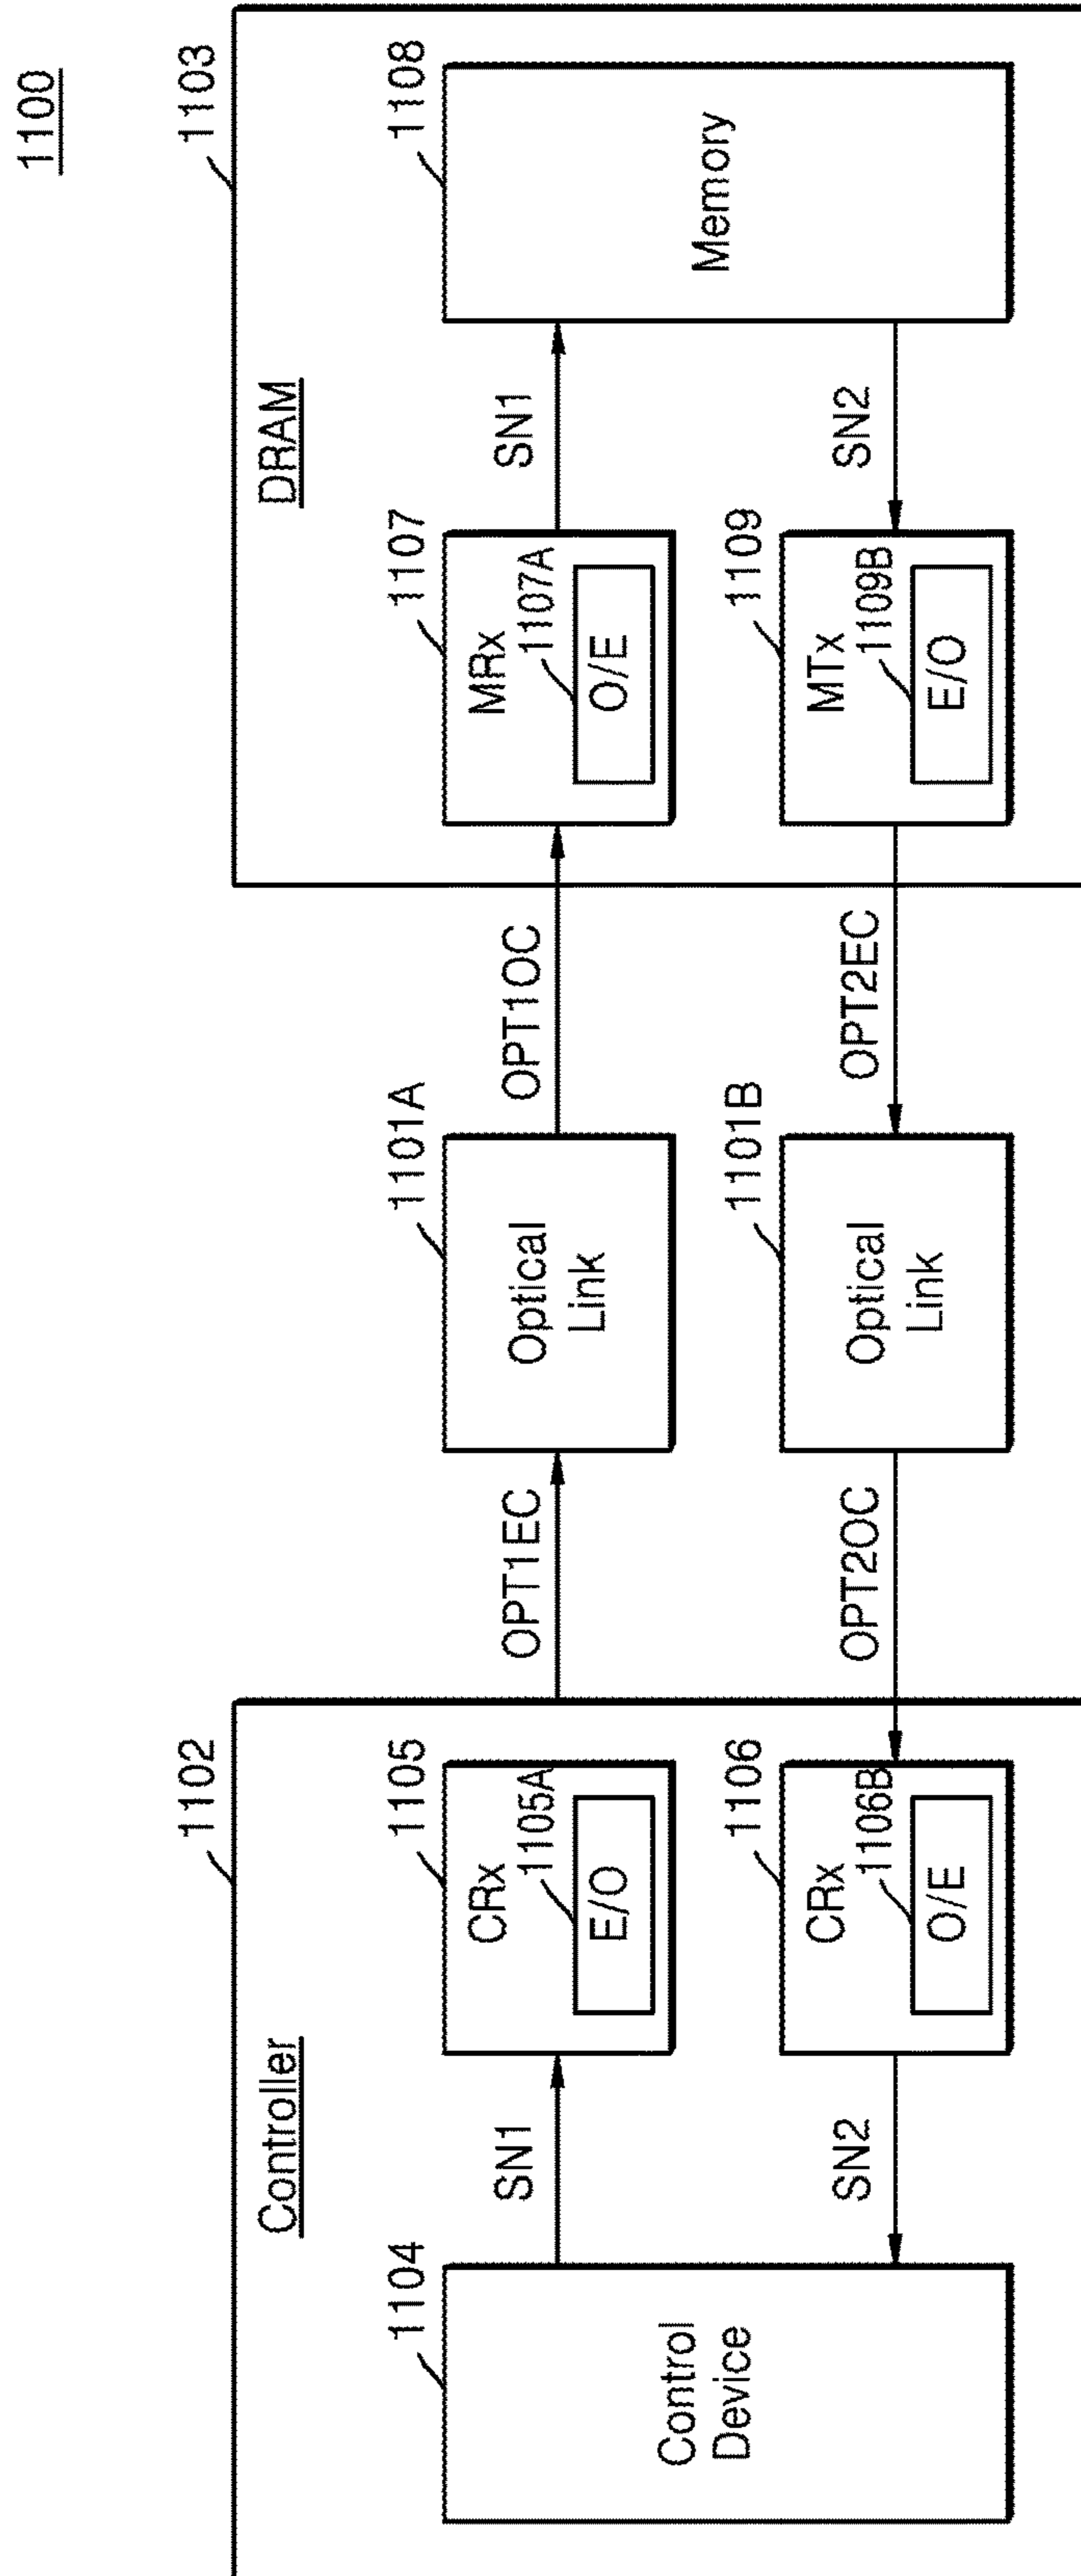 1100
1102
Controller
1104
Control
Device
SN1
SN2
1105
CRx
1105A
E/O
1106
CRx
1106B
O/E
OPT1EC
OPT2OC
1101A
Optical
Link
1101B
Optical
Link
OPT1OC
OPT2EC
1103
DRAM
1107
MRx
1107A
O/E
1109
MTx
1109B
E/O
SN1
SN2
1108
Memory